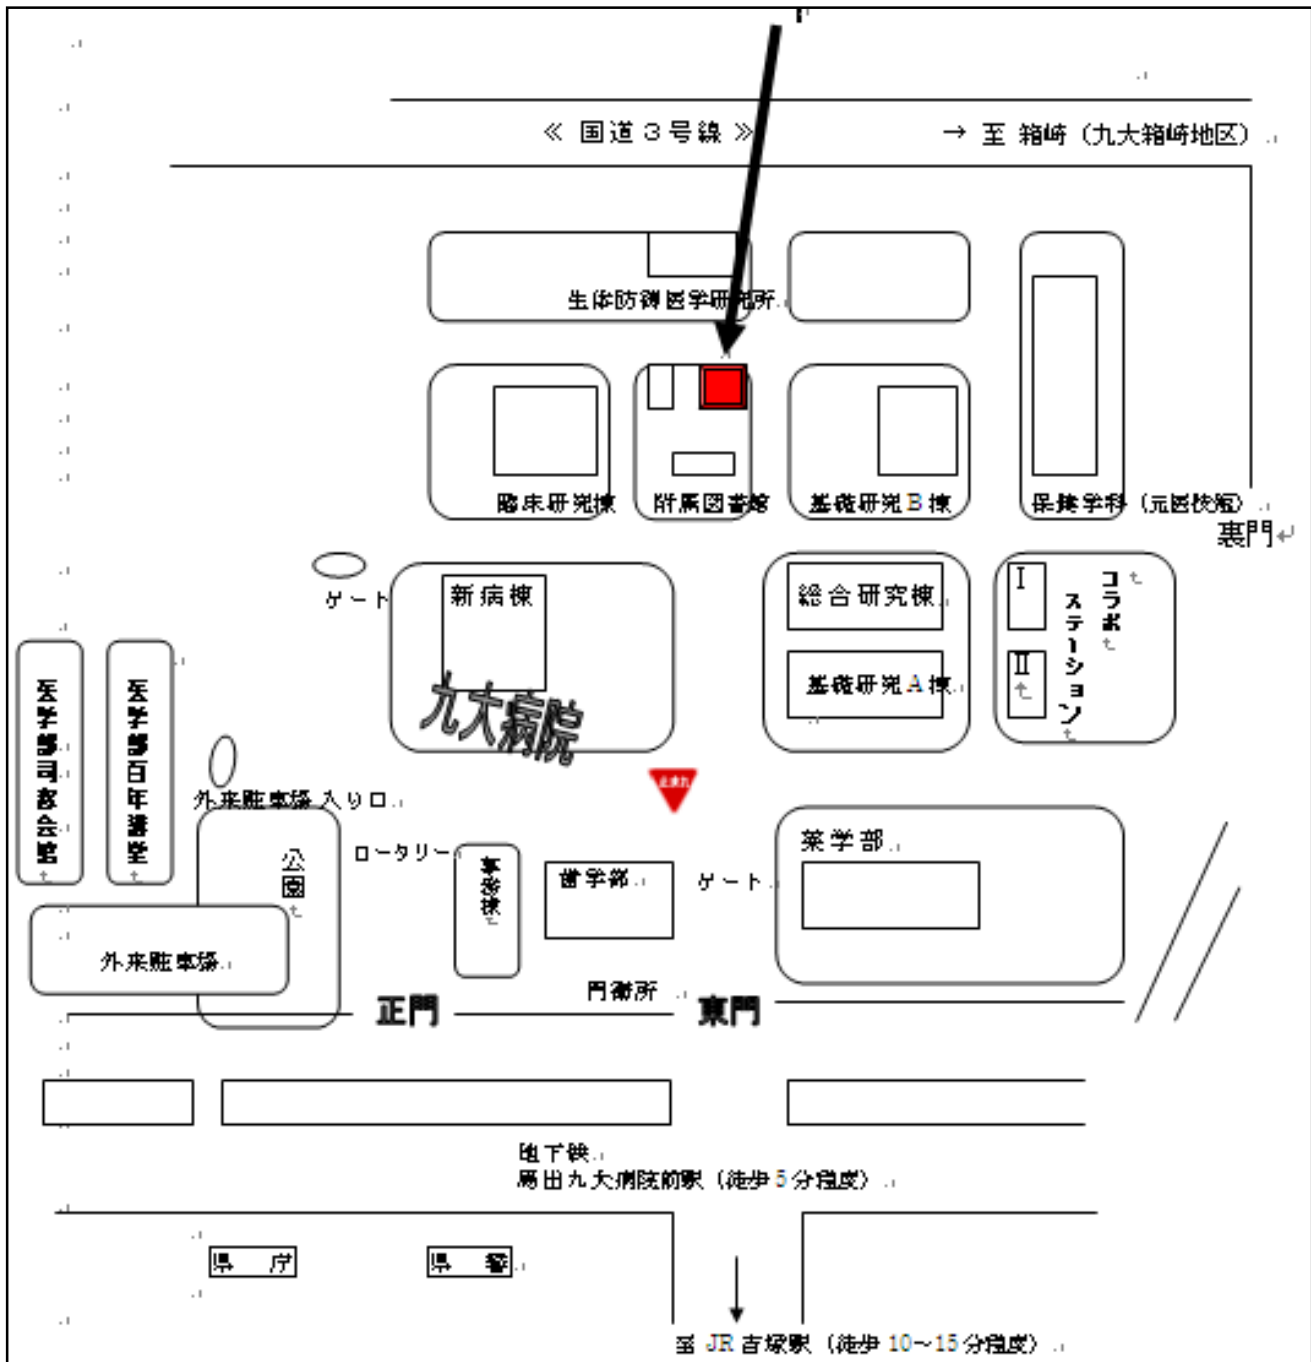 ≪ 国道３号線 ≫
→ 至 箱崎（九大箱崎地区）
生体防御医学研究所
臨床研究棟
附属図書館
基礎研究B棟
保健学科（元医技短）
裏門
ゲート
新病棟
総合研究棟
Ⅰ
コラボ
ステーション
Ⅱ
基礎研究A棟
九大病院
医学部同窓会館
医学部百年講堂
止まれ
外来駐車場 入り口
公園
ロータリー
事務棟
歯学部
ゲート
薬学部
外来駐車場
門衛所
正門
東門
地下鉄
馬出九大病院前駅（徒歩5分程度）
県　庁
県　警
至 JR吉塚駅（徒歩10～15分程度）